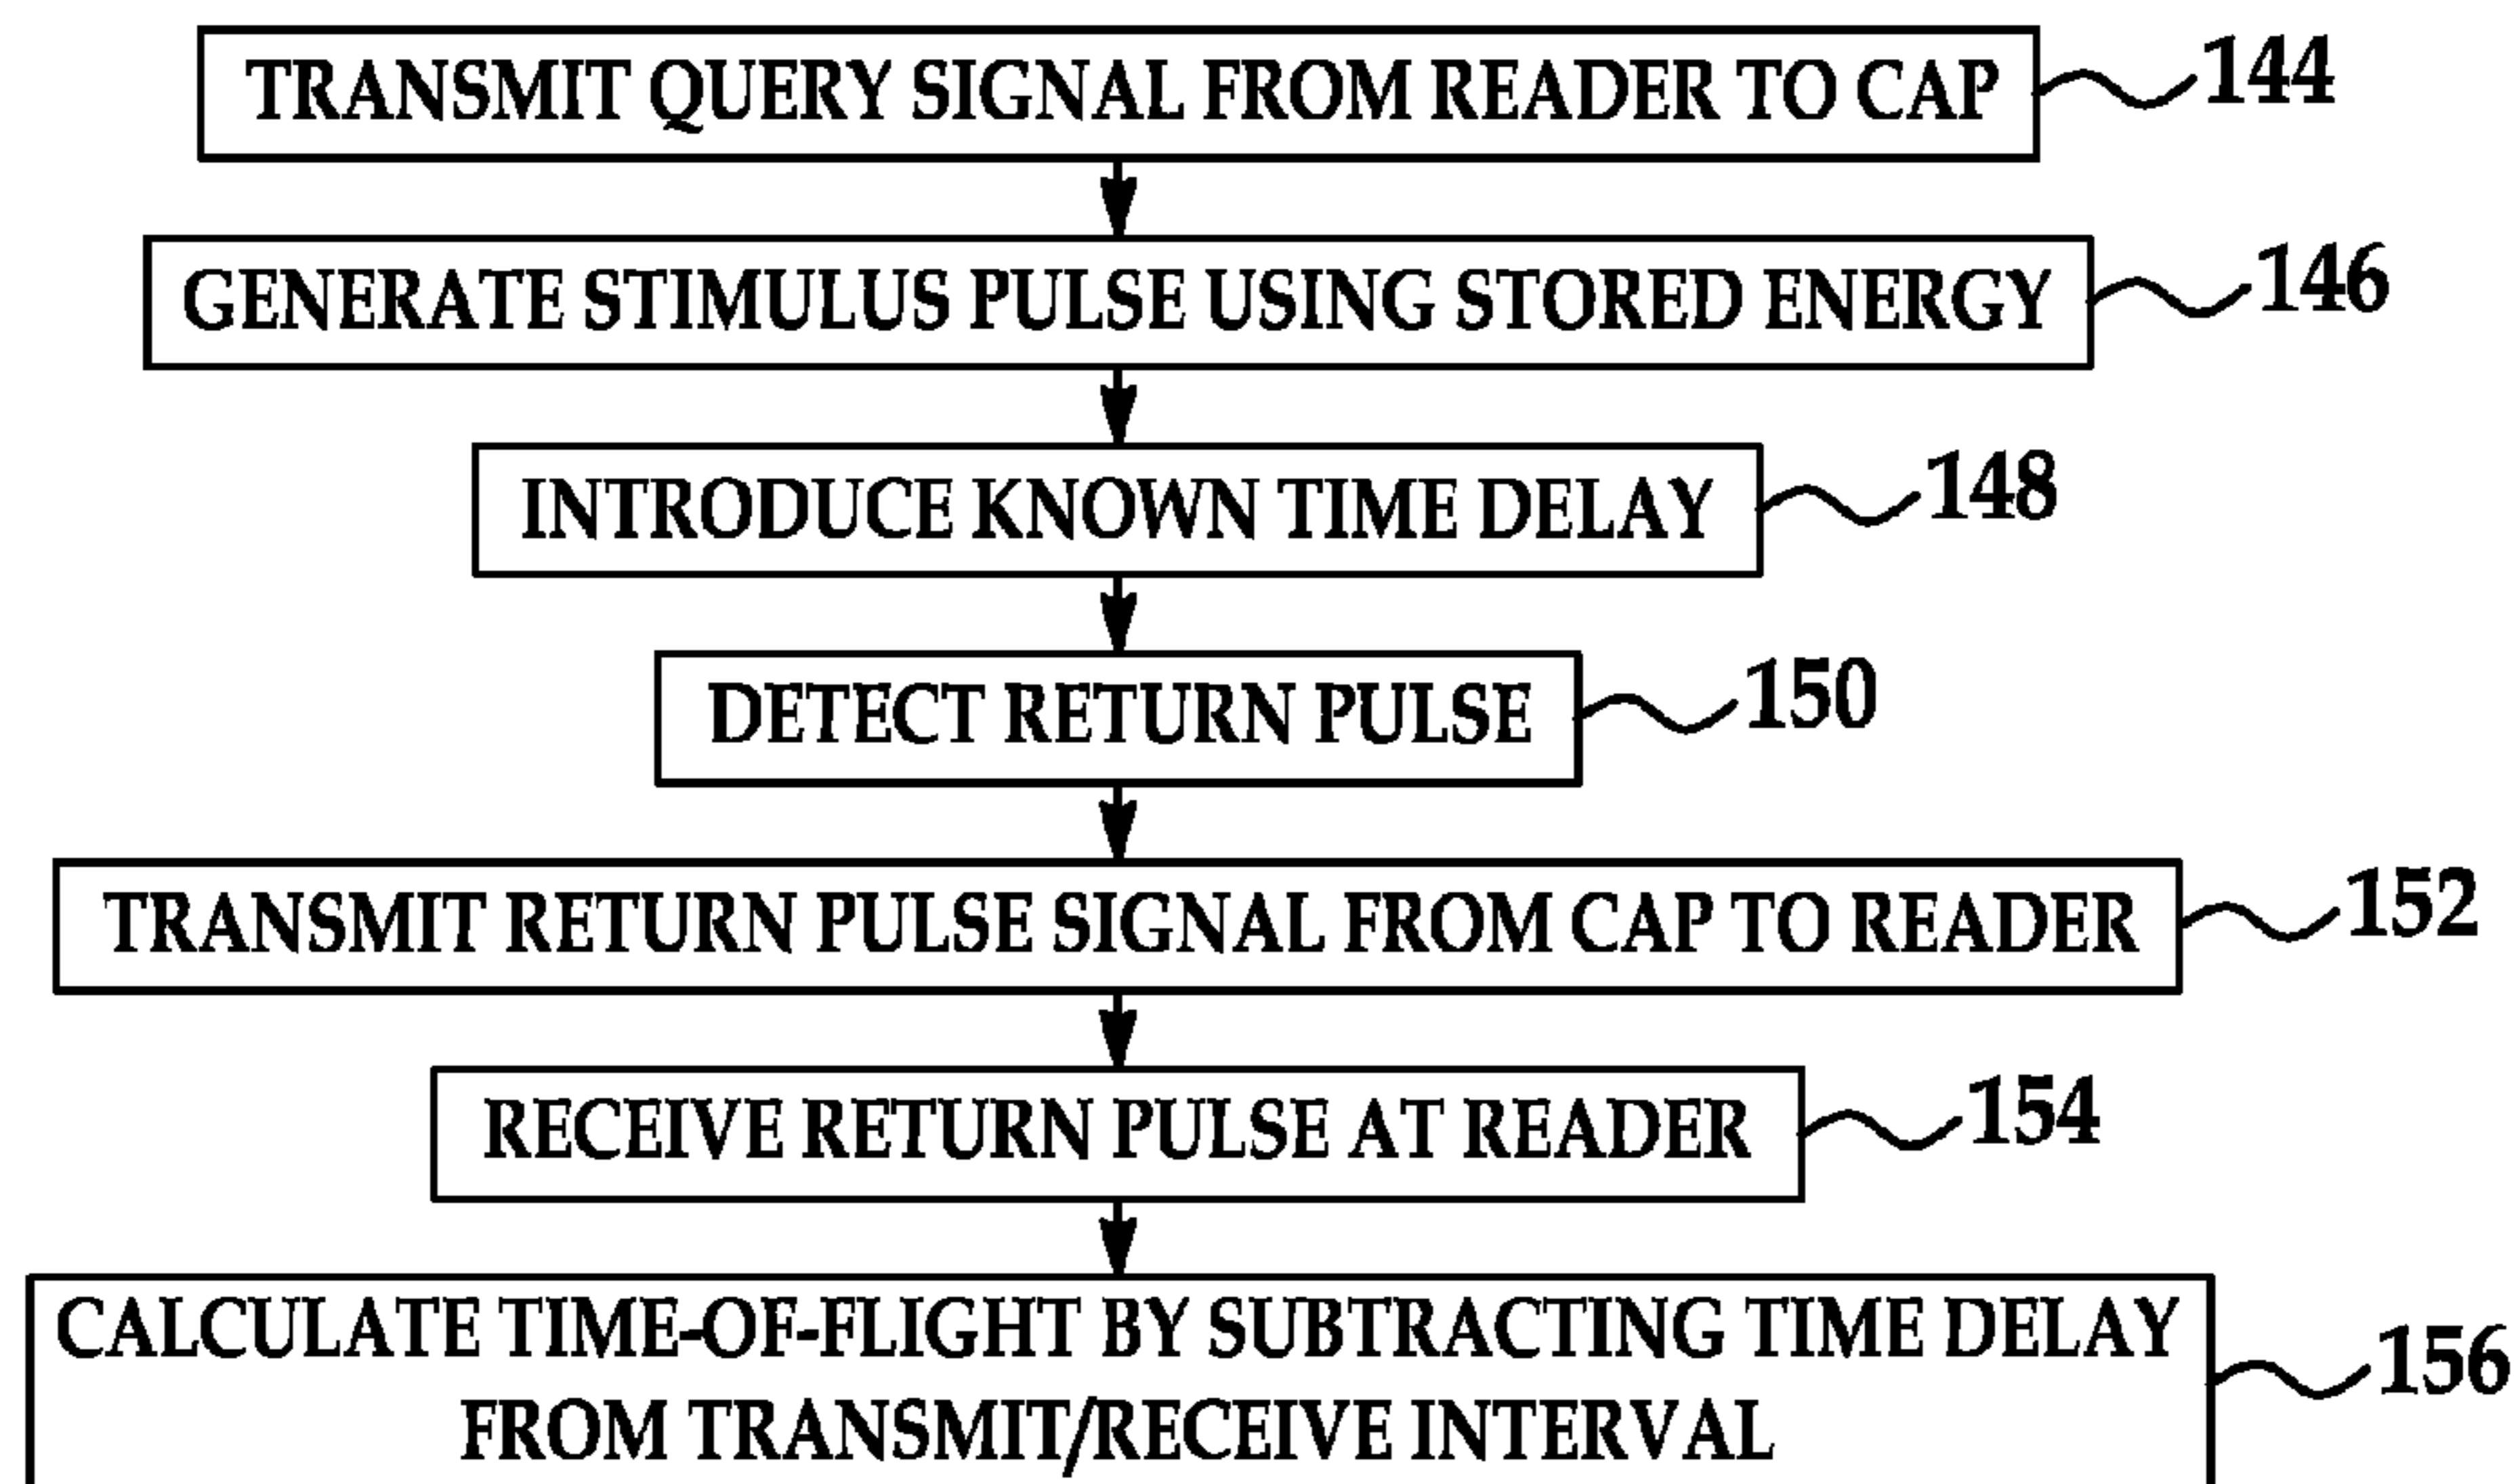 TRANSMIT QUERY SIGNAL FROM READER TO CAP 144
GENERATE STIMULUS PULSE USING STORED ENERGY 146
INTRODUCE KNOWN TIME DELAY 148
DETECT RETURN PULSE 150
TRANSMIT RETURN PULSE SIGNAL FROM CAP TO READER 152
RECEIVE RETURN PULSE AT READER 154
CALCULATE TIME-OF-FLIGHT BY SUBTRACTING TIME DELAY
FROM TRANSMIT/RECEIVE INTERVAL 156